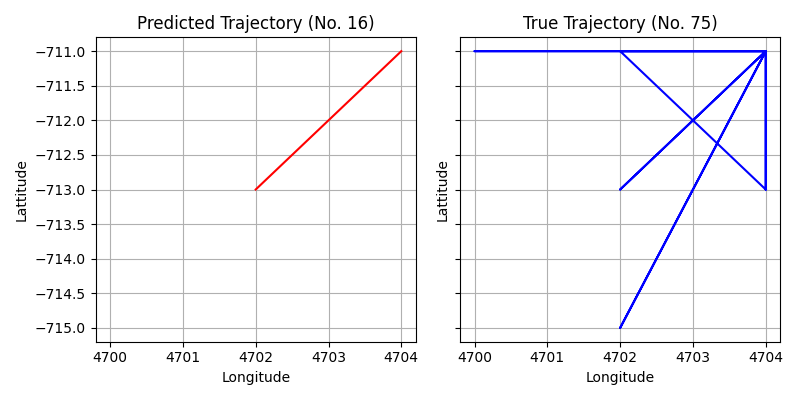 Predicted Trajectory (No. 16)
True Trajectory (No. 75)
Lattitude
−711.0
−711.5
−712.0
−712.5
−713.0
−713.5
−714.0
−714.5
−715.0
4700 4701 4702 4703 4704
Longitude
Lattitude
4700 4701 4702 4703 4704
Longitude